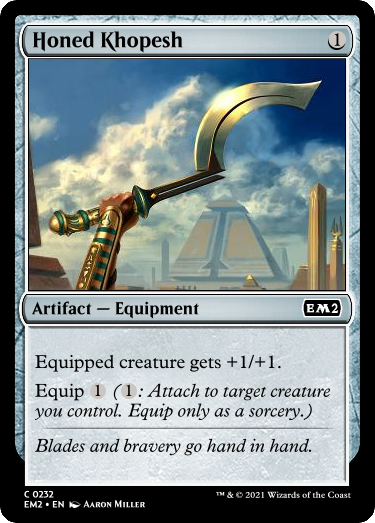 Honed Khopesh 1
Artifact — Equipment EM2
Equipped creature gets +1/+1.
Equip 1 (1: Attach to target creature
you control. Equip only as a sorcery.)
Blades and bravery go hand in hand.
C 0232
EM2 • EN Aaron Miller
™ & © 2021 Wizards of the Coast